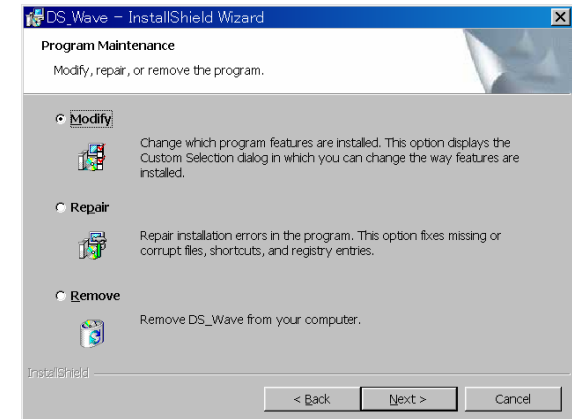 DS_Wave - InstallShield Wizard
Program Maintenance
Modify, repair, or remove the program.
Modify
Change which program features are installed. This option displays the
Custom Selection dialog in which you can change the way features are
installed.
Repair
Repair installation errors in the program. This option fixes missing or
corrupt files, shortcuts, and registry entries.
Remove
Remove DS_Wave from your computer.
InstallShield
< Back Next > Cancel